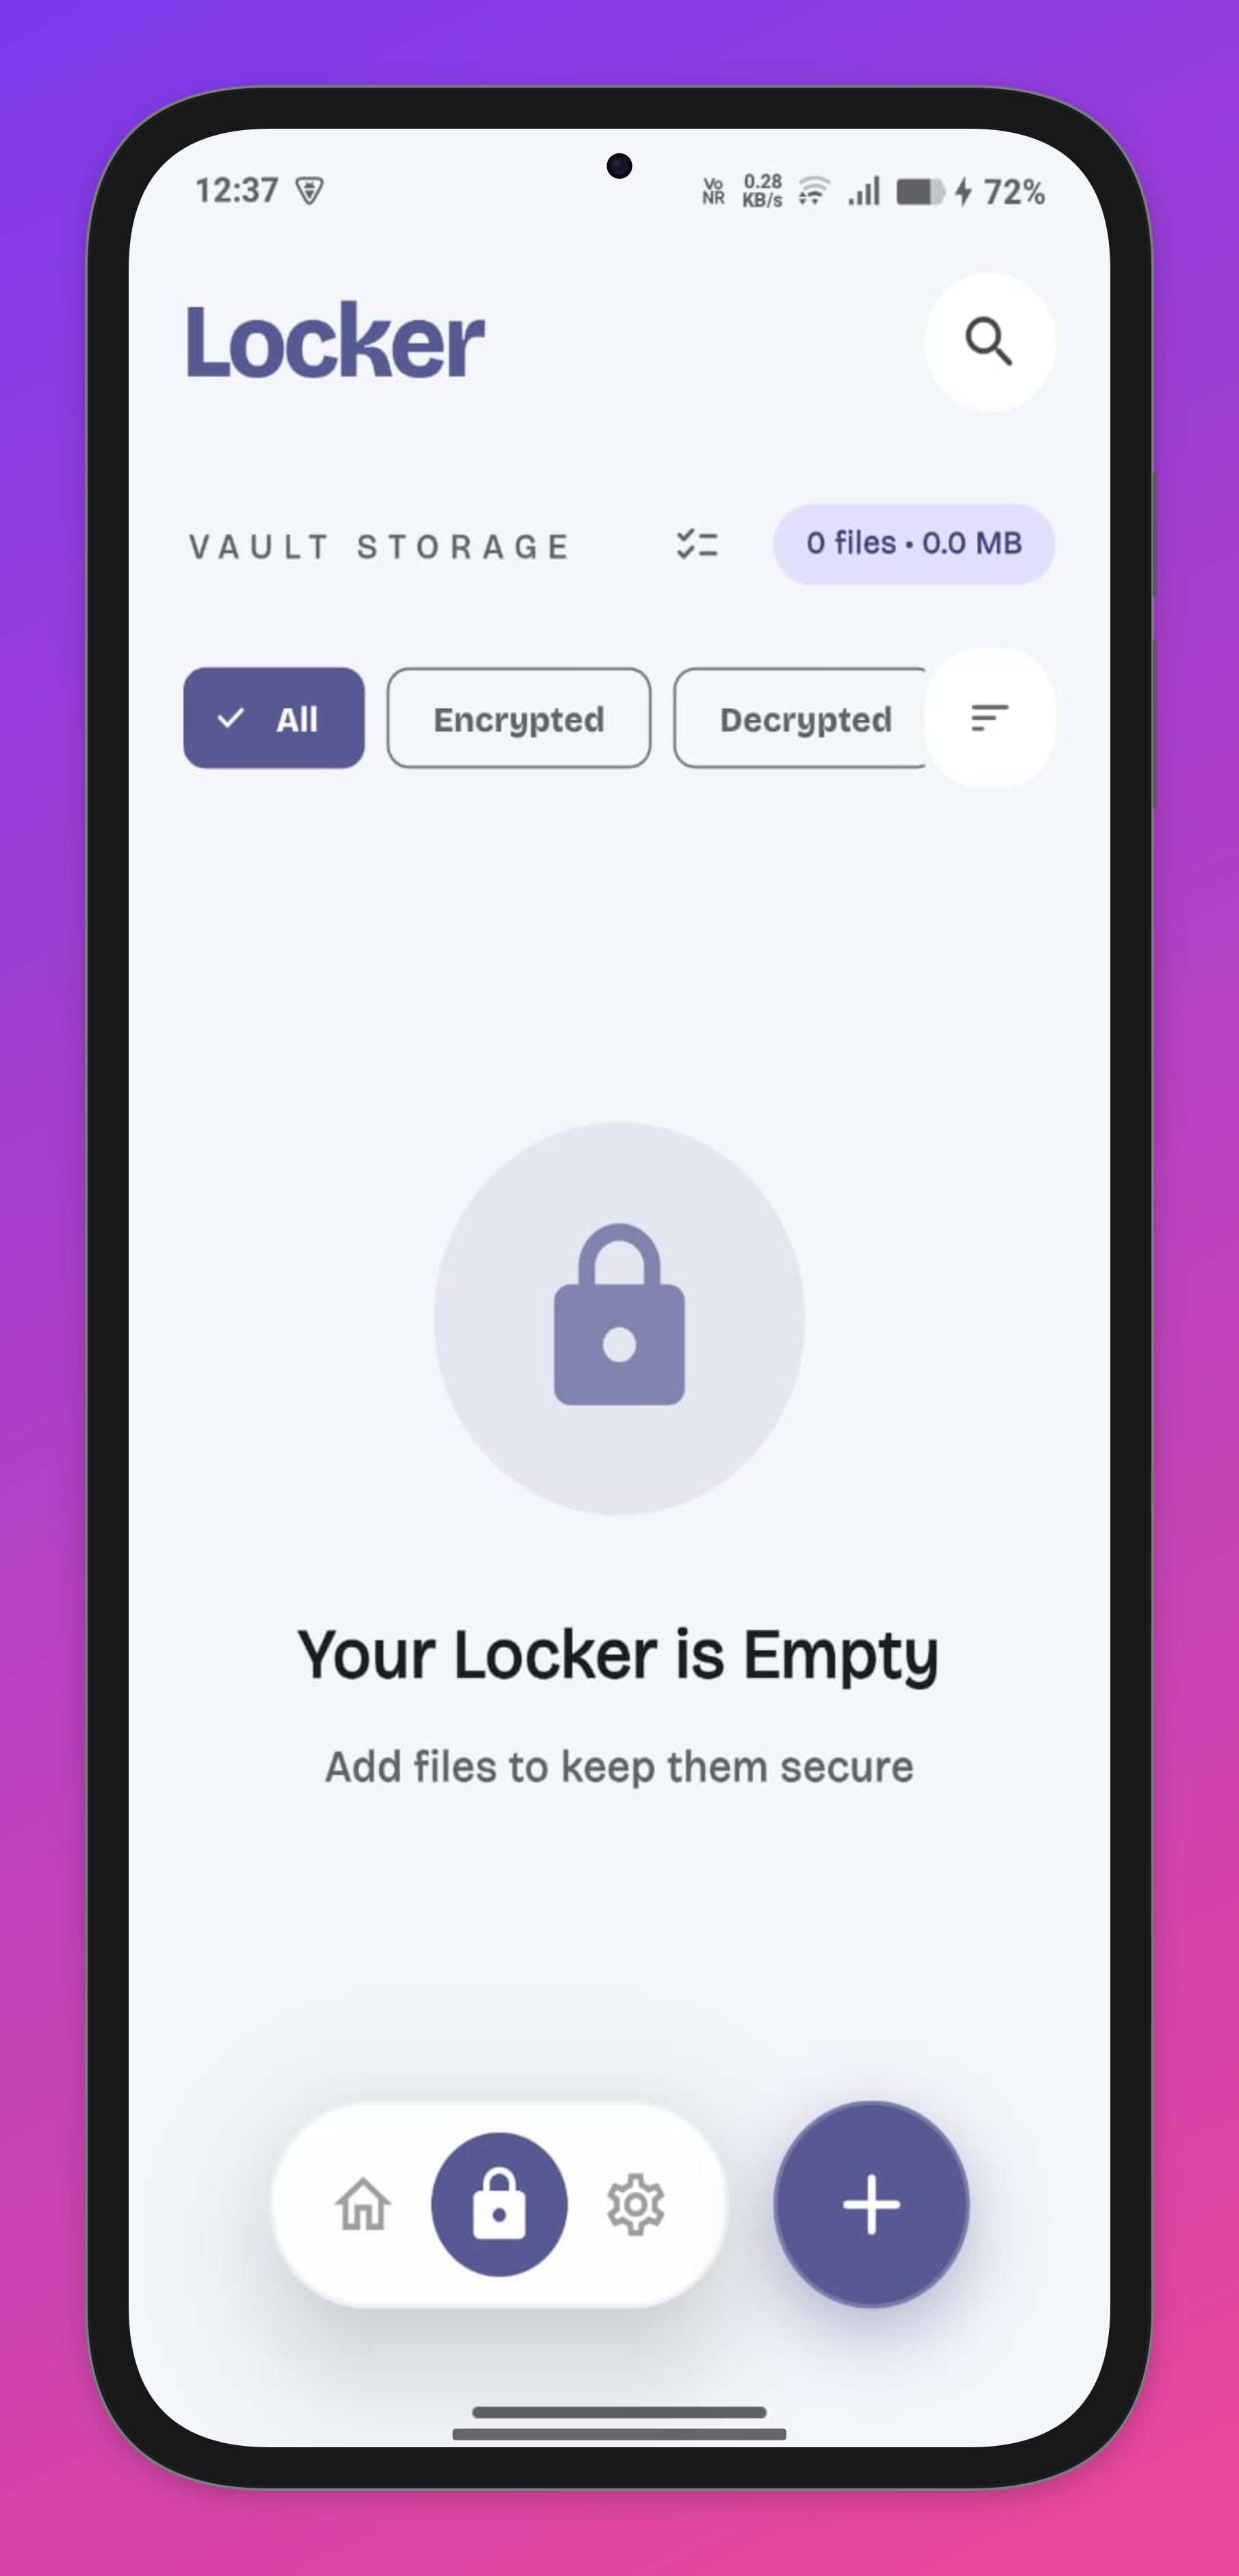 12:37
Vo NR 0.28 KB/s 72%
Locker
VAULT STORAGE 0 files • 0.0 MB
All Encrypted Decrypted
Your Locker is Empty
Add files to keep them secure